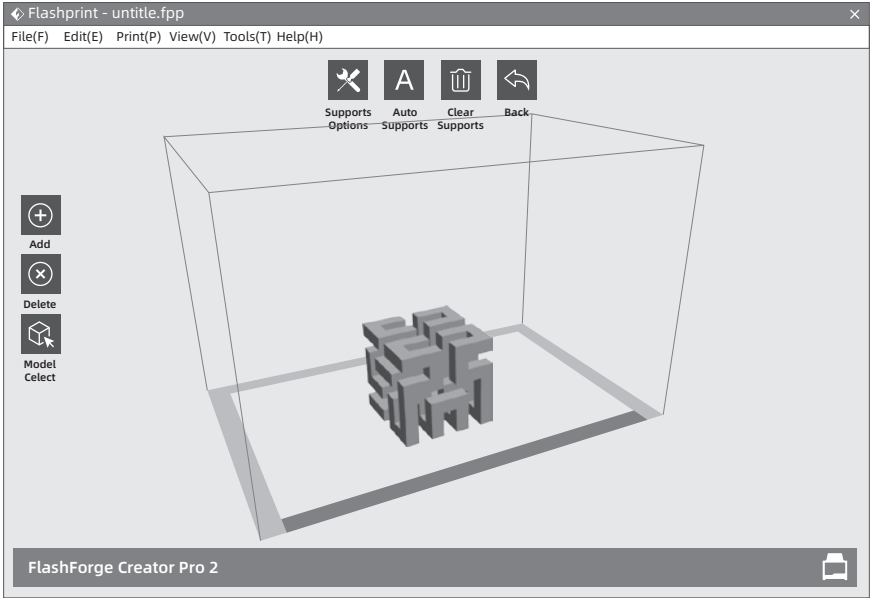 Flashprint - untitle.fpp
File(F) Edit(E) Print(P) View(V) Tools(T) Help(H)
Supports Options
A
Auto Supports
Clear Supports
Back
Add
Delete
Model Celect
FlashForge Creator Pro 2